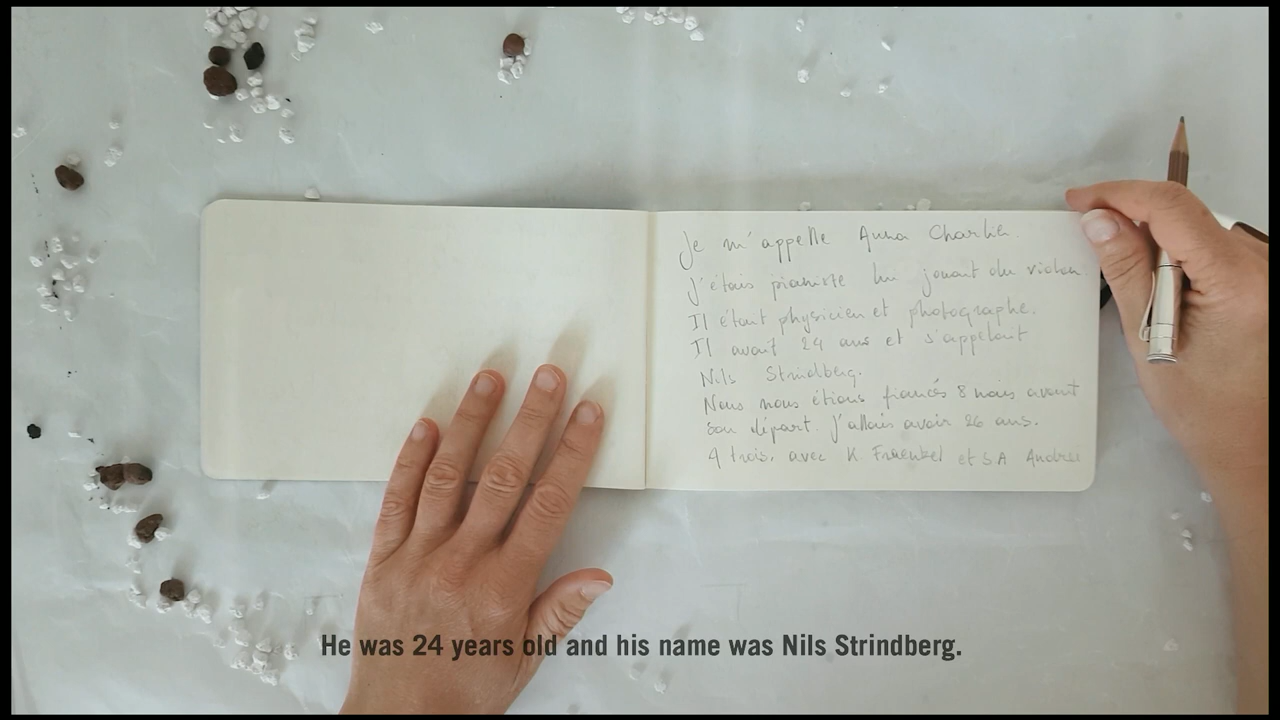 Je m'appelle Anna Charlier.
J'étais pianiste lui jouait du violon.
Il était physicien et photographe.
Il avait 24 ans et s'appelait
Nils Strindberg.
Nous nous étions fiancés 8 mois avant
son départ. J'allais avoir 26 ans.
A trois, avec K Fraenkel et S.A Andrée
He was 24 years old and his name was Nils Strindberg.